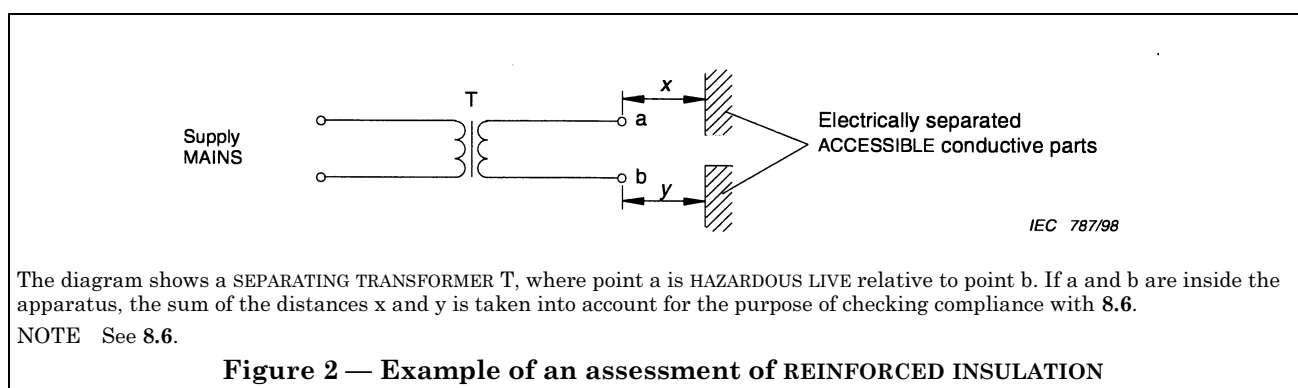 T
x
a
Supply
MAINS
Electrically separated
ACCESSIBLE conductive parts
b
y
IEC 787/98
The diagram shows a SEPARATING TRANSFORMER T, where point a is HAZARDOUS LIVE relative to point b. If a and b are inside the
apparatus, the sum of the distances x and y is taken into account for the purpose of checking compliance with 8.6.
NOTE See 8.6.
Figure 2 — Example of an assessment of REINFORCED INSULATION